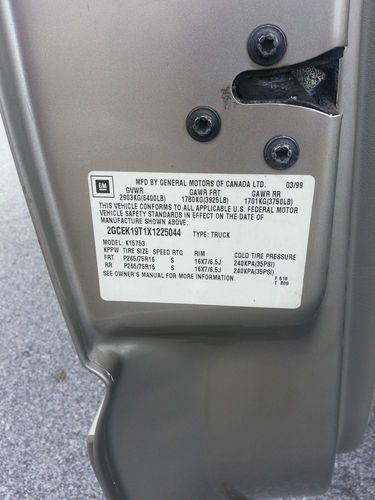 GM
MFD BY GENERAL MOTORS OF CANADA LTD. 03/99
GVWR GAWR FRT GAWR RR
2903KG(6400LB) 1780KG(3925LB) 1701KG(3750LB)
THIS VEHICLE CONFORMS TO ALL APPLICABLE U.S. FEDERAL MOTOR
VEHICLE SAFETY STANDARDS IN EFFECT ON THE DATE OF
MANUFACTURE SHOWN ABOVE.
2GCEK19T1X1225044 TYPE: TRUCK
MODEL: K15753
KPPW TIRE SIZE SPEED RTG RIM COLD TIRE PRESSURE
FRT P265/75R16 S 16X7/6.5J 240KPA(35PSI)
RR P265/75R16 S 16X7/6.5J 240KPA(35PSI)
SEE OWNER'S MANUAL FOR MORE INFORMATION. F 618
T 809